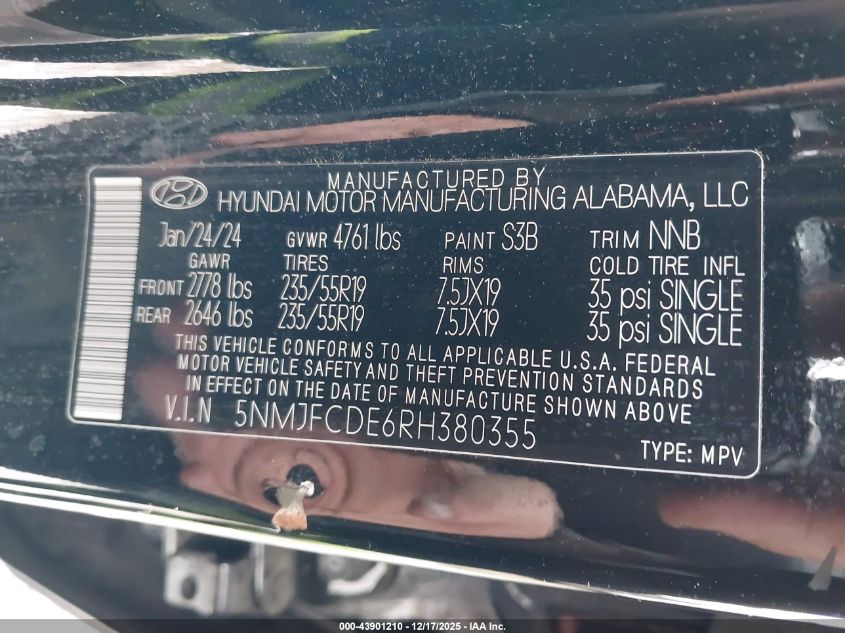 MANUFACTURED BY
HYUNDAI MOTOR MANUFACTURING ALABAMA, LLC
Jan/24/24 GVWR 4761 lbs PAINT S3B TRIM NNB
GAWR TIRES RIMS COLD TIRE INFL
FRONT 2778 lbs 235/55R19 7.5JX19 35 psi SINGLE
REAR 2646 lbs 235/55R19 7.5JX19 35 psi SINGLE
THIS VEHICLE CONFORMS TO ALL APPLICABLE U.S.A. FEDERAL
MOTOR VEHICLE SAFETY AND THEFT PREVENTION STANDARDS
IN EFFECT ON THE DATE OF MANUFACTURE SHOWN ABOVE.
V.I.N 5NMJFCDE6RH380355
TYPE: MPV
000-43901210 - 12/17/2025 - IAA Inc.